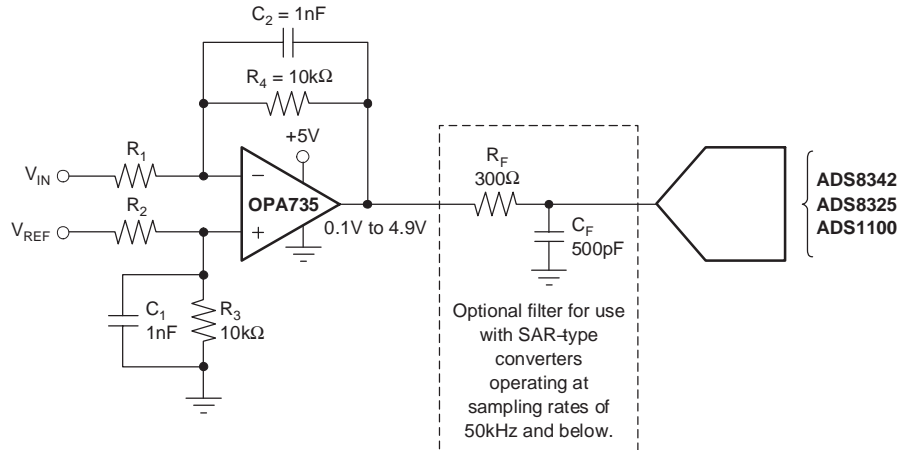 C2 = 1nF
R4 = 10kΩ
+5V
R1
VIN
−
OPA735
R2
VREF
+
0.1V to 4.9V
C1
1nF
R3
10kΩ
RF
300Ω
CF
500pF
Optional filter for use
with SAR-type
converters
operating at
sampling rates of
50kHz and below.
ADS8342
ADS8325
ADS1100